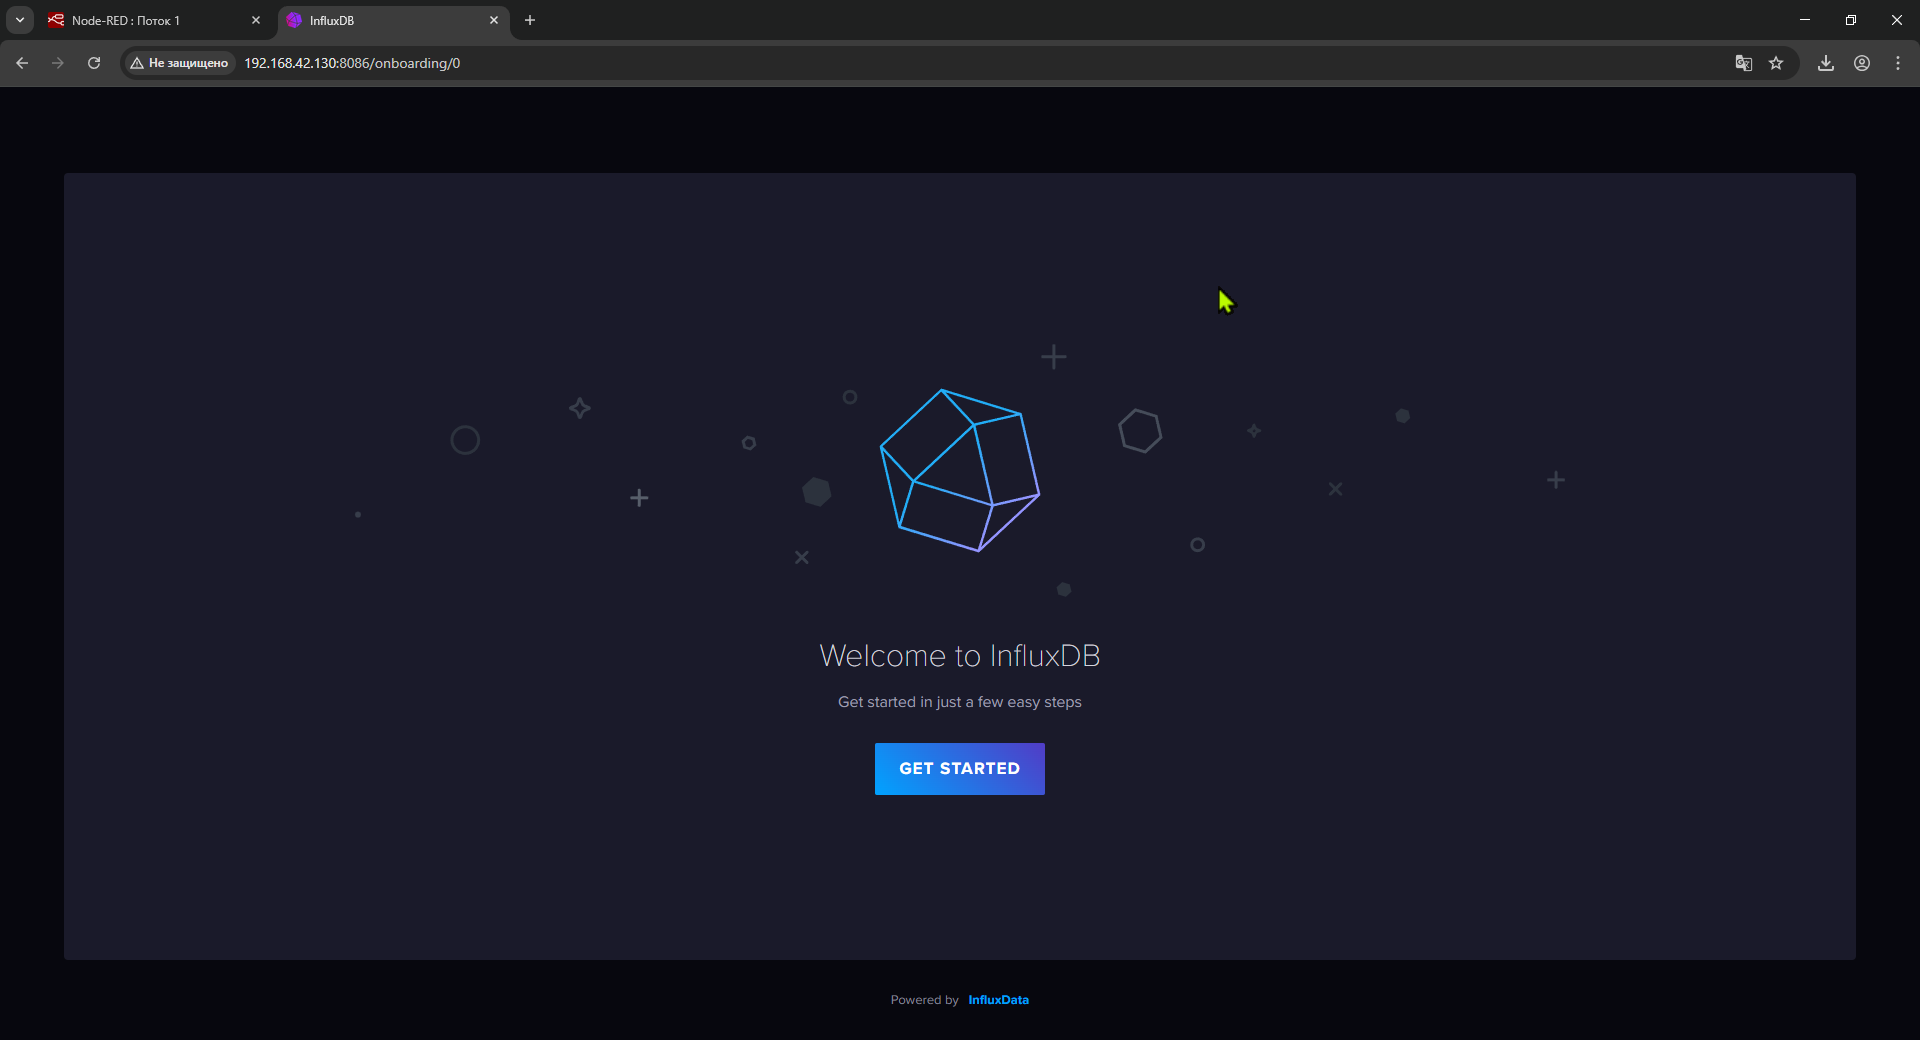 Node-RED : Поток 1
InfluxDB
Не защищено
192.168.42.130:8086/onboarding/0
Welcome to InfluxDB
Get started in just a few easy steps
GET STARTED
Powered by InfluxData